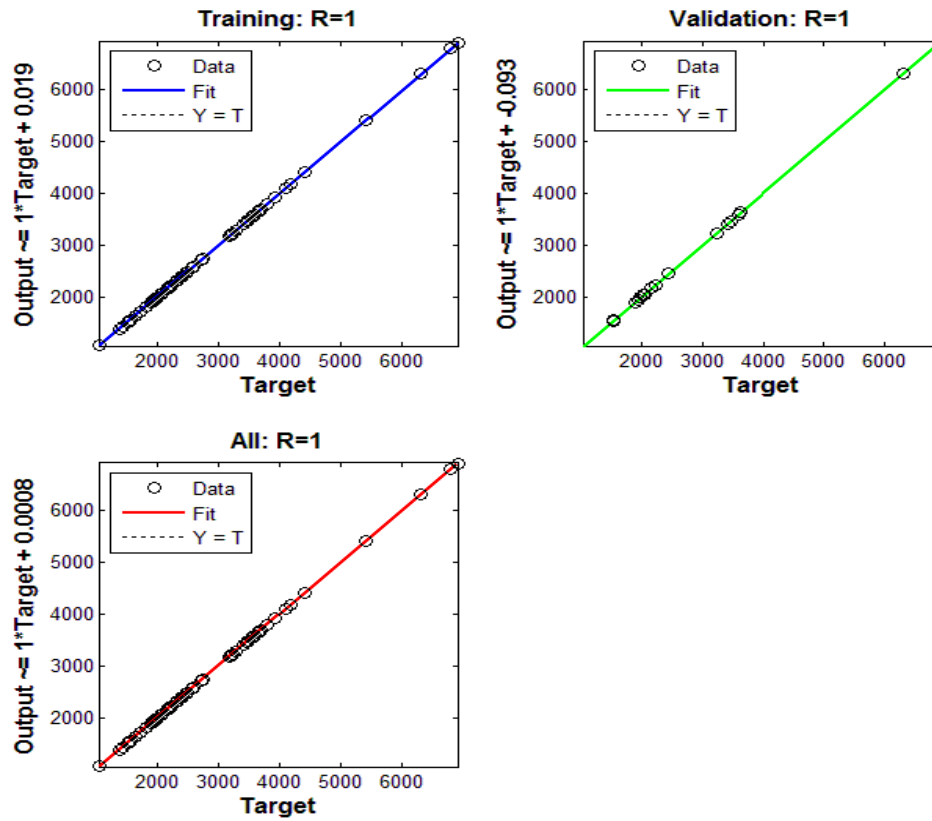 Training: R=1
Output ~= 1*Target + 0.019
Data
Fit
Y = T
6000
5000
4000
3000
2000
2000 3000 4000 5000 6000
Target
Validation: R=1
Output ~= 1*Target + -0.093
Data
Fit
Y = T
6000
5000
4000
3000
2000
2000 3000 4000 5000 6000
Target
All: R=1
Output ~= 1*Target + 0.0008
Data
Fit
Y = T
6000
5000
4000
3000
2000
2000 3000 4000 5000 6000
Target